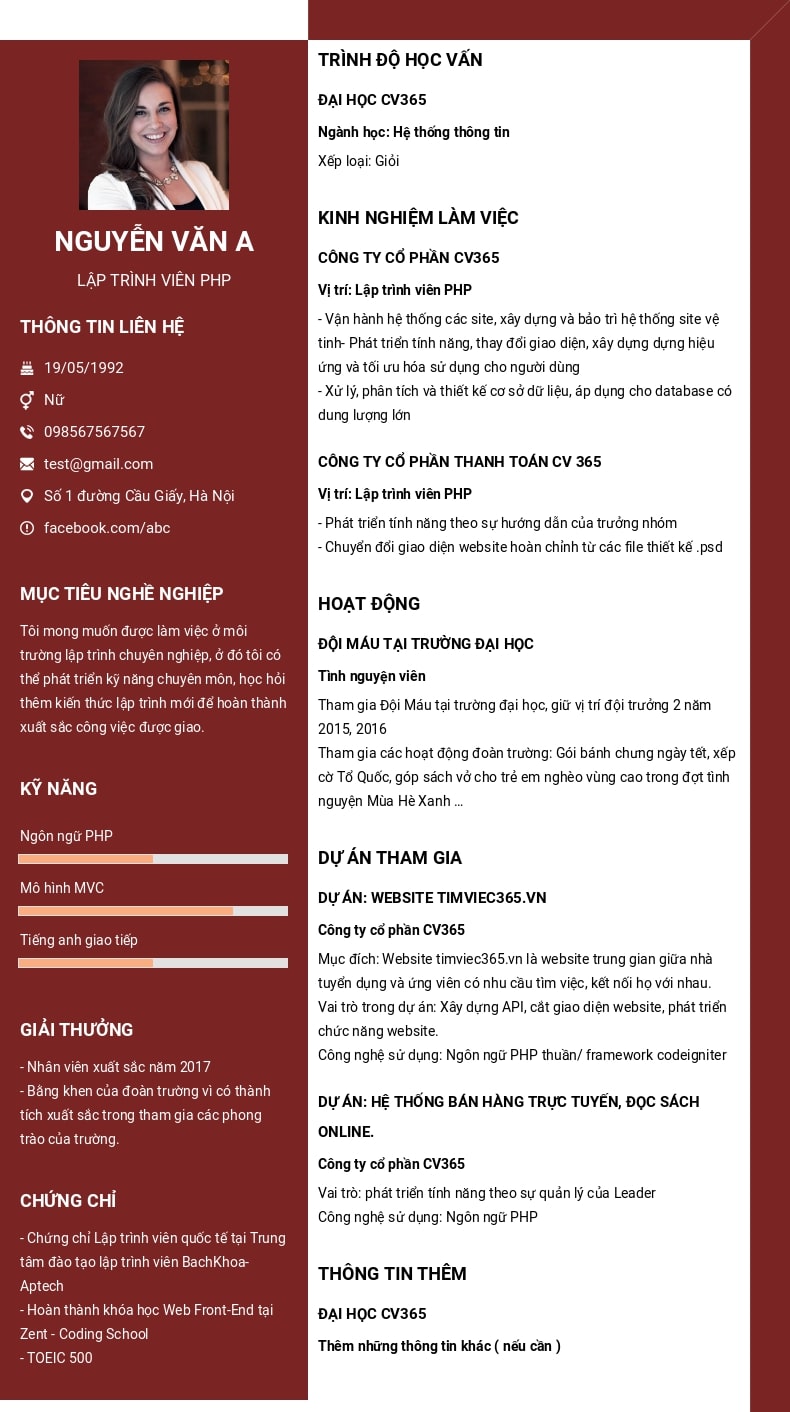 NGUYỄN VĂN A
LẬP TRÌNH VIÊN PHP
THÔNG TIN LIÊN HỆ
19/05/1992
Nữ
098567567567
test@gmail.com
Số 1 đường Cầu Giấy, Hà Nội
facebook.com/abc
MỤC TIÊU NGHỀ NGHIỆP
Tôi mong muốn được làm việc ở môi
trường lập trình chuyên nghiệp, ở đó tôi có
thể phát triển kỹ năng chuyên môn, học hỏi
thêm kiến thức lập trình mới để hoàn thành
xuất sắc công việc được giao.
KỸ NĂNG
Ngôn ngữ PHP
Mô hình MVC
Tiếng anh giao tiếp
GIẢI THƯỞNG
- Nhân viên xuất sắc năm 2017
- Bằng khen của đoàn trường vì có thành
tích xuất sắc trong tham gia các phong
trào của trường.
CHỨNG CHỈ
- Chứng chỉ Lập trình viên quốc tế tại Trung
tâm đào tạo lập trình viên BachKhoa-
Aptech
- Hoàn thành khóa học Web Front-End tại
Zent - Coding School
- TOEIC 500
TRÌNH ĐỘ HỌC VẤN
ĐẠI HỌC CV365
Ngành học: Hệ thống thông tin
Xếp loại: Giỏi
KINH NGHIỆM LÀM VIỆC
CÔNG TY CỔ PHẦN CV365
Vị trí: Lập trình viên PHP
- Vận hành hệ thống các site, xây dựng và bảo trì hệ thống site vệ
tinh- Phát triển tính năng, thay đổi giao diện, xây dựng dựng hiệu
ứng và tối ưu hóa sử dụng cho người dùng
- Xử lý, phân tích và thiết kế cơ sở dữ liệu, áp dụng cho database có
dung lượng lớn
CÔNG TY CỔ PHẦN THANH TOÁN CV 365
Vị trí: Lập trình viên PHP
- Phát triển tính năng theo sự hướng dẫn của trưởng nhóm
- Chuyển đổi giao diện website hoàn chỉnh từ các file thiết kế .psd
HOẠT ĐỘNG
ĐỘI MÁU TẠI TRƯỜNG ĐẠI HỌC
Tình nguyện viên
Tham gia Đội Máu tại trường đại học, giữ vị trí đội trưởng 2 năm
2015, 2016
Tham gia các hoạt động đoàn trường: Gói bánh chưng ngày tết, xếp
cờ Tổ Quốc, góp sách vở cho trẻ em nghèo vùng cao trong đợt tình
nguyện Mùa Hè Xanh ...
DỰ ÁN THAM GIA
DỰ ÁN: WEBSITE TIMVIEC365.VN
Công ty cổ phần CV365
Mục đích: Website timviec365.vn là website trung gian giữa nhà
tuyển dụng và ứng viên có nhu cầu tìm việc, kết nối họ với nhau.
Vai trò trong dự án: Xây dựng API, cắt giao diện website, phát triển
chức năng website.
Công nghệ sử dụng: Ngôn ngữ PHP thuần/ framework codeigniter
DỰ ÁN: HỆ THỐNG BÁN HÀNG TRỰC TUYẾN, ĐỌC SÁCH
ONLINE.
Công ty cổ phần CV365
Vai trò: phát triển tính năng theo sự quản lý của Leader
Công nghệ sử dụng: Ngôn ngữ PHP
THÔNG TIN THÊM
ĐẠI HỌC CV365
Thêm những thông tin khác ( nếu cần )